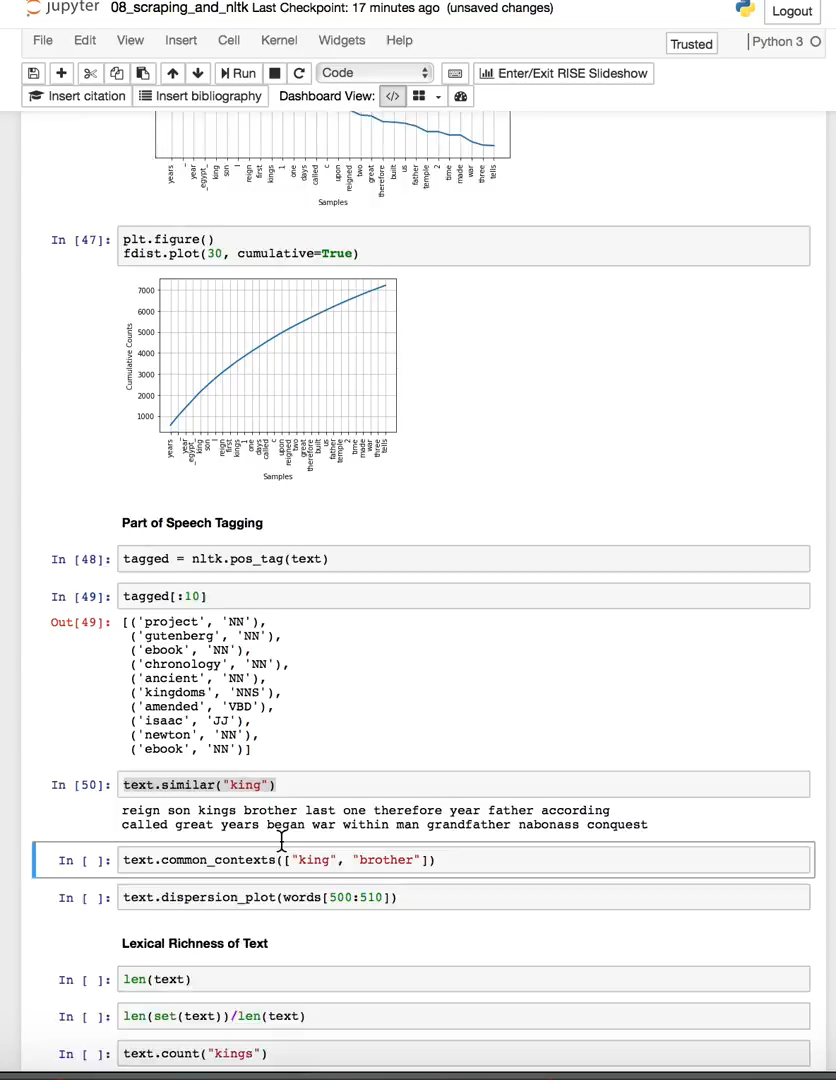 jupyter 08_scraping_and_nltk Last Checkpoint: 17 minutes ago (unsaved changes) Logout
File Edit View Insert Cell Kernel Widgets Help Trusted Python 3
Run Code Enter/Exit RISE Slideshow
Insert citation Insert bibliography Dashboard View: </>
years _ year _egypt_ king son I reign first kings 1 one days called c upon reigned two great therefore built us father temple 2 time made war three tells
Samples
In [47]: plt.figure()
fdist.plot(30, cumulative=True)
7000
6000
5000
4000
3000
2000
1000
Cumulative Counts
years _ year _egypt_ king son I reign first kings 1 one days called c upon reigned two great therefore built us father temple 2 time made war three tells
Samples
Part of Speech Tagging
In [48]: tagged = nltk.pos_tag(text)
In [49]: tagged[:10]
Out[49]: [('project', 'NN'),
('gutenberg', 'NN'),
('ebook', 'NN'),
('chronology', 'NN'),
('ancient', 'NN'),
('kingdoms', 'NNS'),
('amended', 'VBD'),
('isaac', 'JJ'),
('newton', 'NN'),
('ebook', 'NN')]
In [50]: text.similar("king")
reign son kings brother last one therefore year father according
called great years began war within man grandfather nabonass conquest
In [ ]: text.common_contexts(["king", "brother"])
In [ ]: text.dispersion_plot(words[500:510])
Lexical Richness of Text
In [ ]: len(text)
In [ ]: len(set(text))/len(text)
In [ ]: text.count("kings")